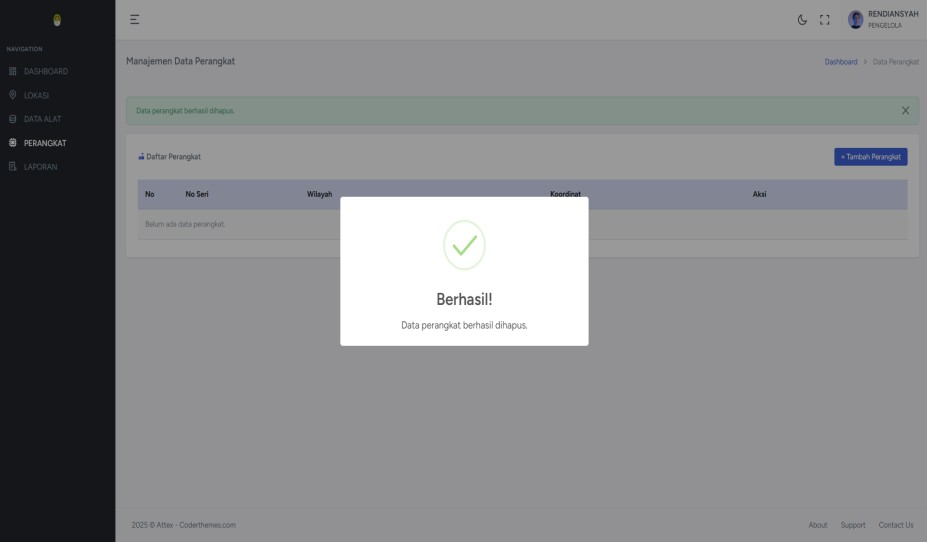 RENDIANSYAH
PENGELOLA
NAVIGATION
DASHBOARD
LOKASI
DATA ALAT
PERANGKAT
LAPORAN
Manajemen Data Perangkat
Dashboard > Data Perangkat
Data perangkat berhasil dihapus.
Daftar Perangkat
+ Tambah Perangkat
No No Seri Wilayah Koordinat Aksi
Belum ada data perangkat.
Berhasil!
Data perangkat berhasil dihapus.
2025 © Attex - Coderthemes.com
About Support Contact Us